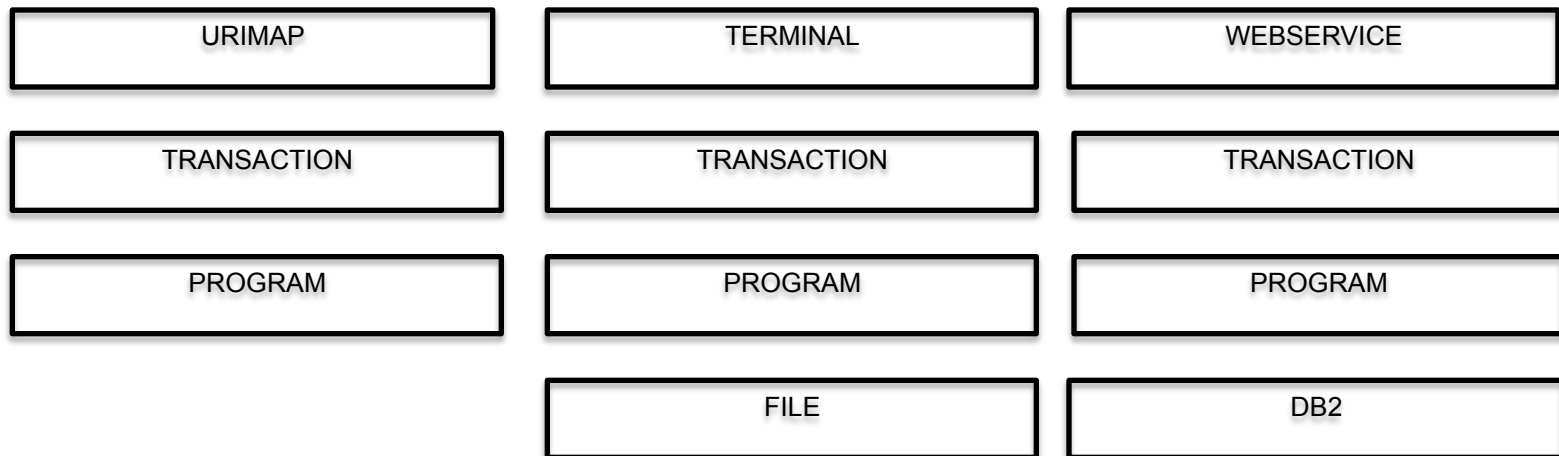 URIMAP TERMINAL WEBSERVICE
TRANSACTION TRANSACTION TRANSACTION
PROGRAM PROGRAM PROGRAM
FILE DB2